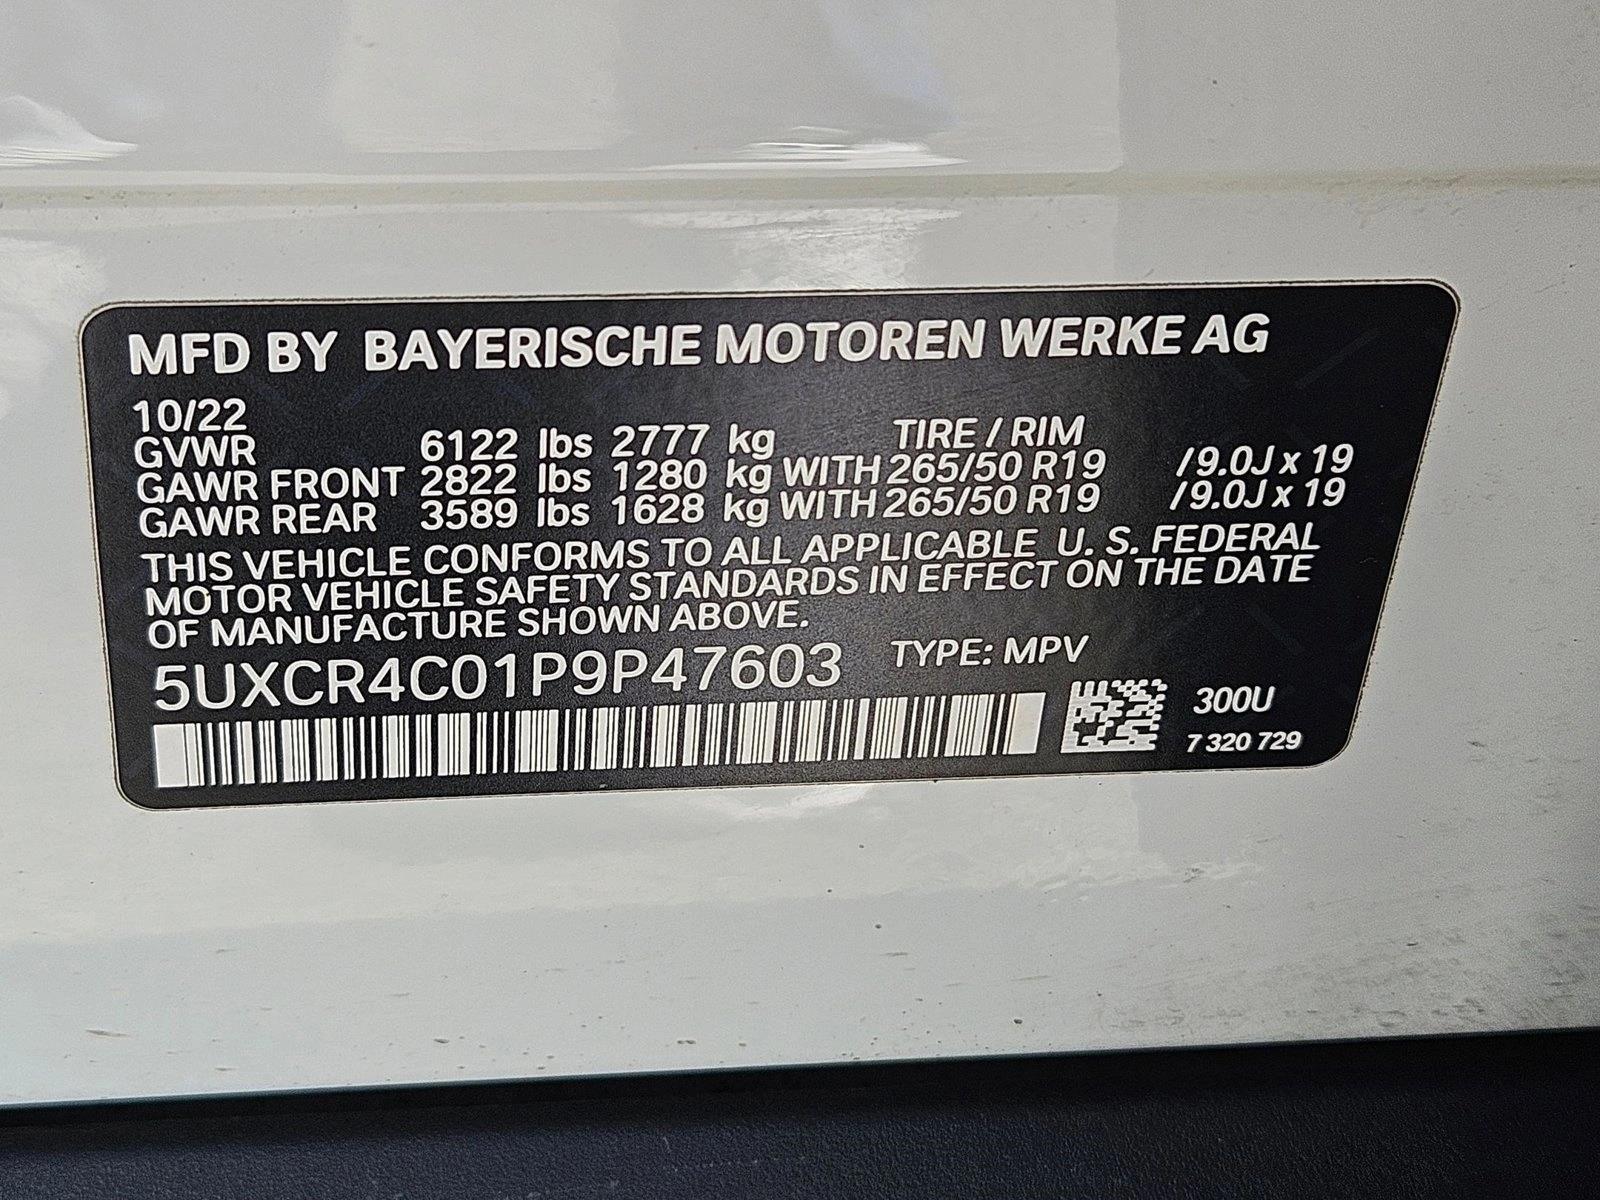 MFD BY BAYERISCHE MOTOREN WERKE AG
10/22
TIRE / RIM
GVWR 6122 lbs 2777 kg
GAWR FRONT 2822 lbs 1280 kg WITH 265/50 R19 /9.0J x 19
GAWR REAR 3589 lbs 1628 kg WITH 265/50 R19 /9.0J x 19
THIS VEHICLE CONFORMS TO ALL APPLICABLE U. S. FEDERAL
MOTOR VEHICLE SAFETY STANDARDS IN EFFECT ON THE DATE
OF MANUFACTURE SHOWN ABOVE.
5UXCR4C01P9P47603 TYPE: MPV
300U
7 320 729